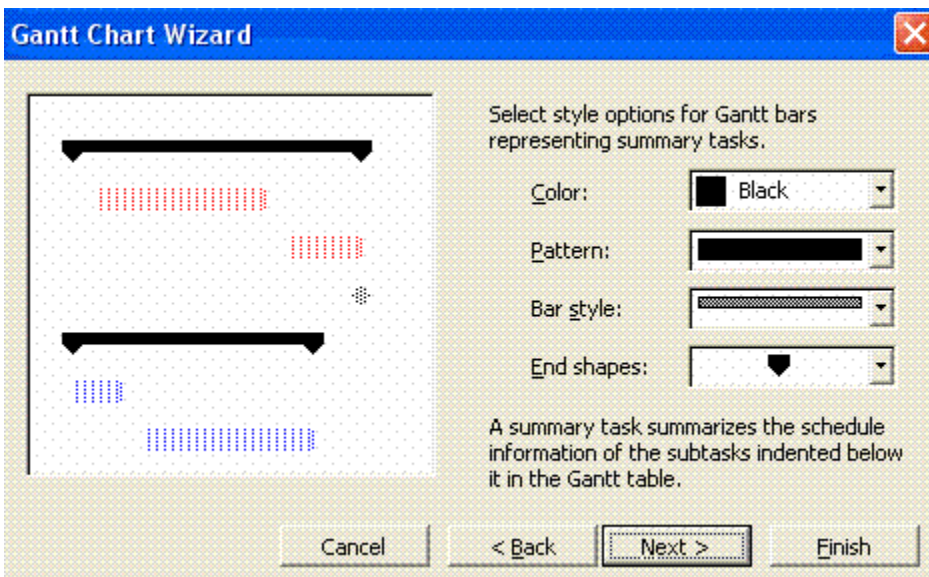 Gantt Chart Wizard
Select style options for Gantt bars
representing summary tasks.
Color:
Black
Pattern:
Bar style:
End shapes:
A summary task summarizes the schedule
information of the subtasks indented below
it in the Gantt table.
Cancel
< Back
Next >
Finish